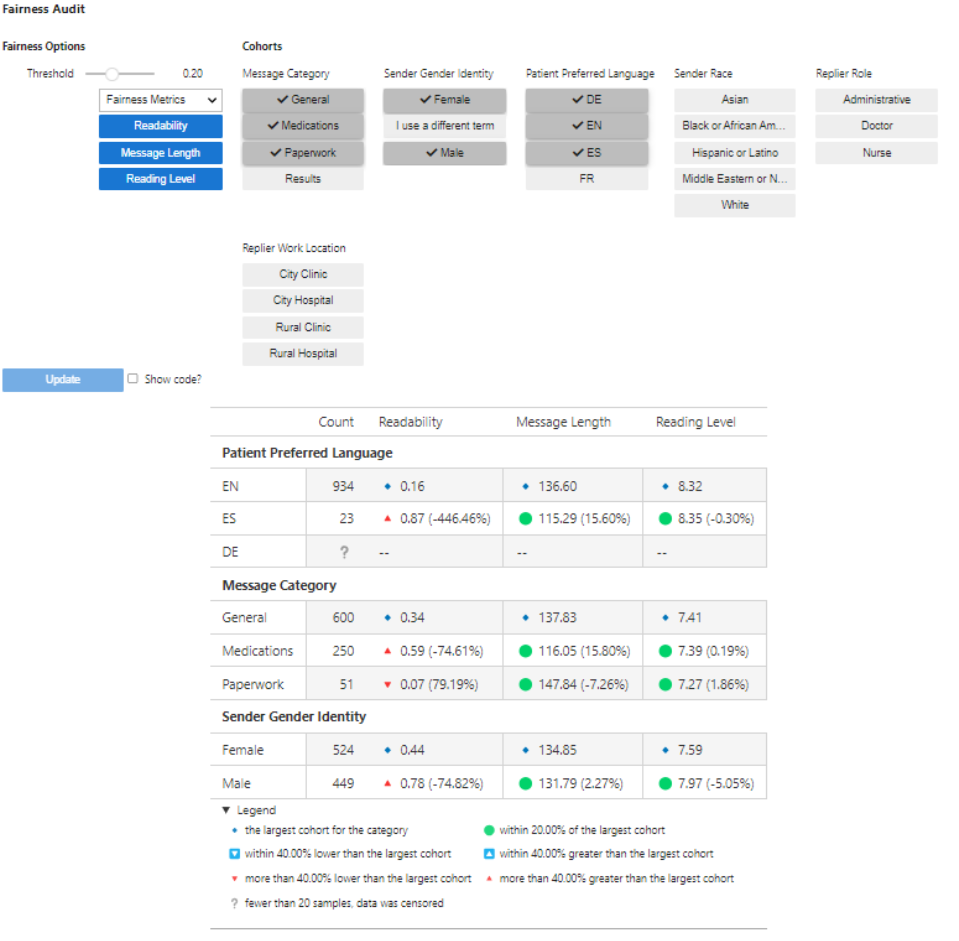 Fairness Audit
Fairness Options
Cohorts
Threshold 0.20
Fairness Metrics
Readability
Message Length
Reading Level
Message Category
General
Medications
Paperwork
Results
Sender Gender Identity
Female
I use a different term
Male
Patient Preferred Language
DE
EN
ES
FR
Sender Race
Asian
Black or African Am...
Hispanic or Latino
Middle Eastern or N...
White
Replier Role
Administrative
Doctor
Nurse
Replier Work Location
City Clinic
City Hospital
Rural Clinic
Rural Hospital
Update Show code?
Count Readability Message Length Reading Level
Patient Preferred Language
EN 934 0.16 136.60 8.32
ES 23 0.87 (-446.46%) 115.29 (15.60%) 8.35 (-0.30%)
DE ? -- -- --
Message Category
General 600 0.34 137.83 7.41
Medications 250 0.59 (-74.61%) 116.05 (15.80%) 7.39 (0.19%)
Paperwork 51 0.07 (79.19%) 147.84 (-7.26%) 7.27 (1.86%)
Sender Gender Identity
Female 524 0.44 134.85 7.59
Male 449 0.78 (-74.82%) 131.79 (2.27%) 7.97 (-5.05%)
Legend
the largest cohort for the category within 20.00% of the largest cohort
within 40.00% lower than the largest cohort within 40.00% greater than the largest cohort
more than 40.00% lower than the largest cohort more than 40.00% greater than the largest cohort
? fewer than 20 samples, data was censored